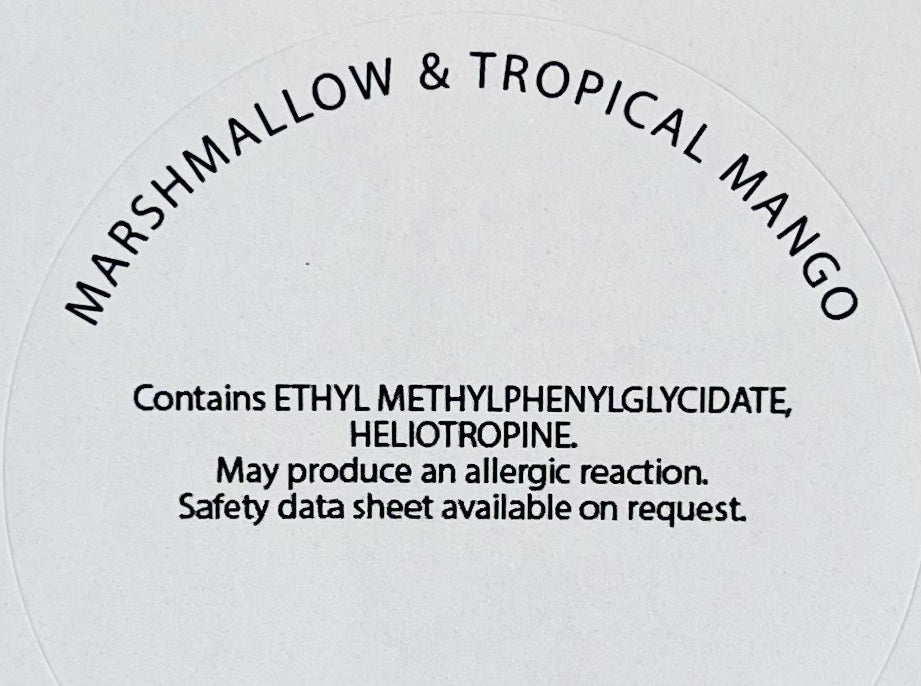 MARSHMALLOW & TROPICAL MANGO
Contains ETHYL METHYLPHENYLGLYCIDATE,
HELIOTROPINE.
May produce an allergic reaction.
Safety data sheet available on request.